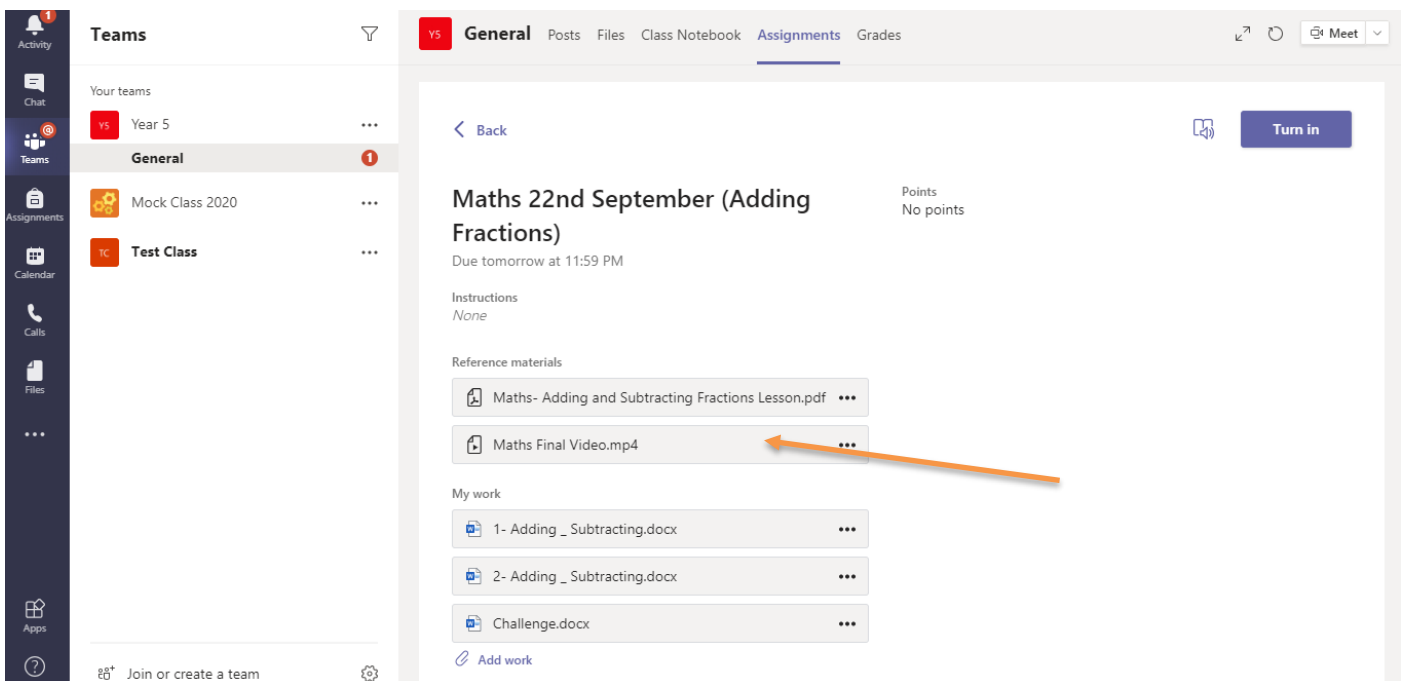 1
Activity
Chat
@
Teams
Assignments
Calendar
Calls
Files
Apps
Teams
Your teams
Y5 Year 5
General 1
Mock Class 2020
TC Test Class
Join or create a team
Y5 General Posts Files Class Notebook Assignments Grades
Meet
Back
Turn in
Maths 22nd September (Adding
Fractions)
Due tomorrow at 11:59 PM
Points
No points
Instructions
None
Reference materials
Maths- Adding and Subtracting Fractions Lesson.pdf
Maths Final Video.mp4
My work
1- Adding _ Subtracting.docx
2- Adding _ Subtracting.docx
Challenge.docx
Add work